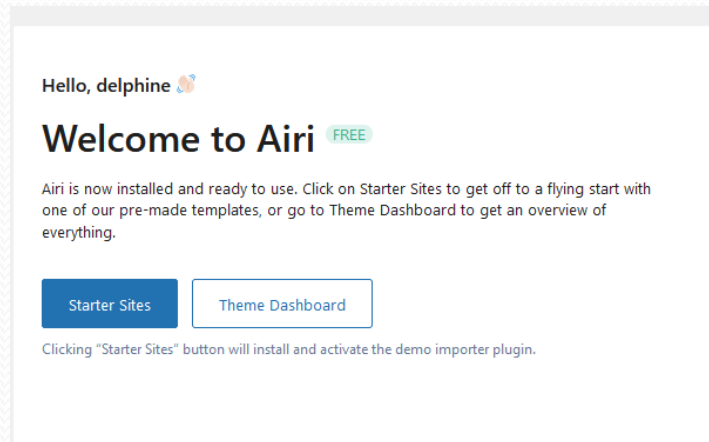 Hello, delphine 👋🏻
Welcome to Airi FREE
Airi is now installed and ready to use. Click on Starter Sites to get off to a flying start with
one of our pre-made templates, or go to Theme Dashboard to get an overview of
everything.
Starter Sites Theme Dashboard
Clicking “Starter Sites” button will install and activate the demo importer plugin.